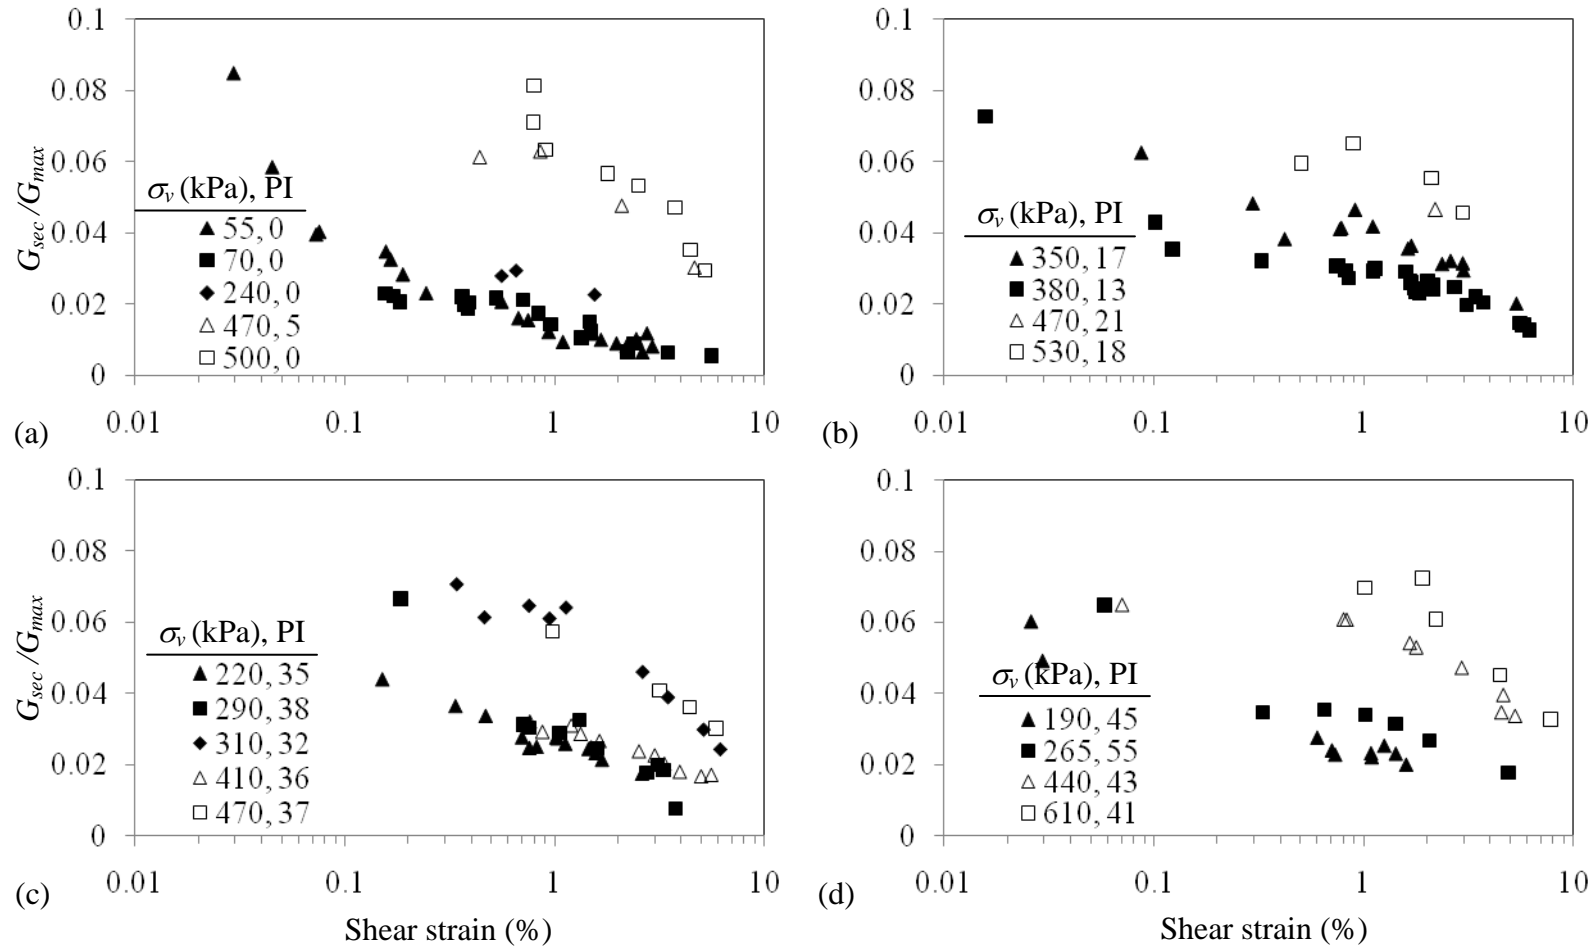 0.1
0.08
0.06
0.04
0.02
0
G_sec /G_max
σ_v (kPa), PI
55, 0
70, 0
240, 0
470, 5
500, 0
0.01 0.1 1 10
(a)
0.1
0.08
0.06
0.04
0.02
0
σ_v (kPa), PI
350, 17
380, 13
470, 21
530, 18
0.01 0.1 1 10
(b)
0.1
0.08
0.06
0.04
0.02
0
G_sec /G_max
σ_v (kPa), PI
220, 35
290, 38
310, 32
410, 36
470, 37
0.01 0.1 1 10
(c)
Shear strain (%)
0.1
0.08
0.06
0.04
0.02
0
σ_v (kPa), PI
190, 45
265, 55
440, 43
610, 41
0.01 0.1 1 10
(d)
Shear strain (%)